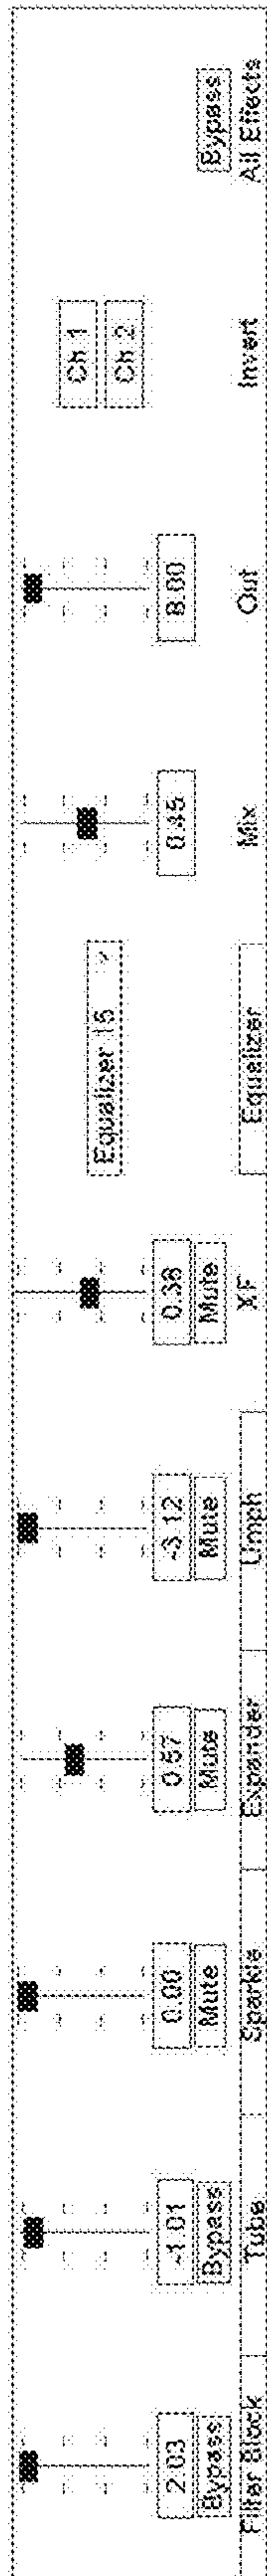 2.03
Bypass
Filter Block
-1.01
Bypass
Tube
0.00
Mute
Sparkle
0.57
Mute
Expander
-3.12
Mute
Umph
0.38
Mute
XF
Equalizer 15
Equalizer
0.45
Mix
8.00
Out
Ch 1
Ch 2
Invert
Bypass
All Effects